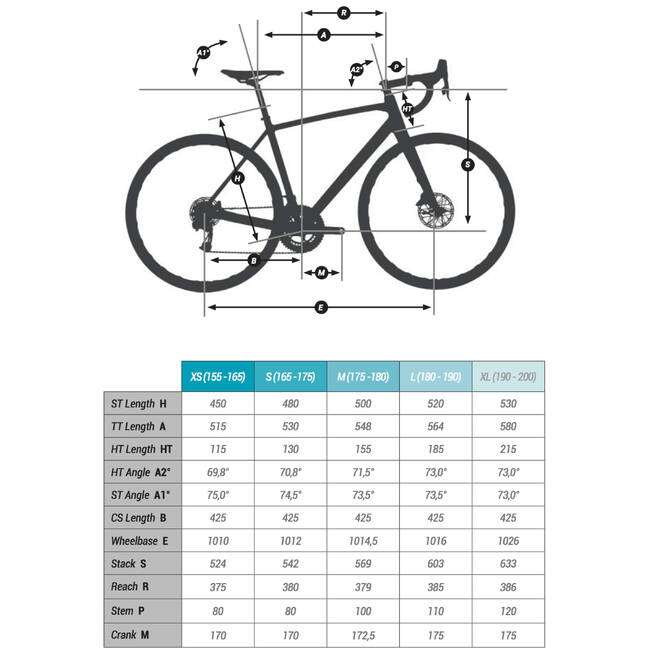 R
A
A1°
A2°
P
HT
S
H
B
M
E
XS (155 -165) S (165 -175) M (175 -180) L (180 - 190) XL (190 - 200)
ST Length H 450 480 500 520 530
TT Length A 515 530 548 564 580
HT Length HT 115 130 155 185 215
HT Angle A2° 69,8° 70,8° 71,5° 73,0° 73,0°
ST Angle A1° 75,0° 74,5° 73,5° 73,5° 73,0°
CS Length B 425 425 425 425 425
Wheelbase E 1010 1012 1014,5 1016 1026
Stack S 524 542 569 603 633
Reach R 375 380 379 385 386
Stem P 80 80 100 110 120
Crank M 170 170 172,5 175 175